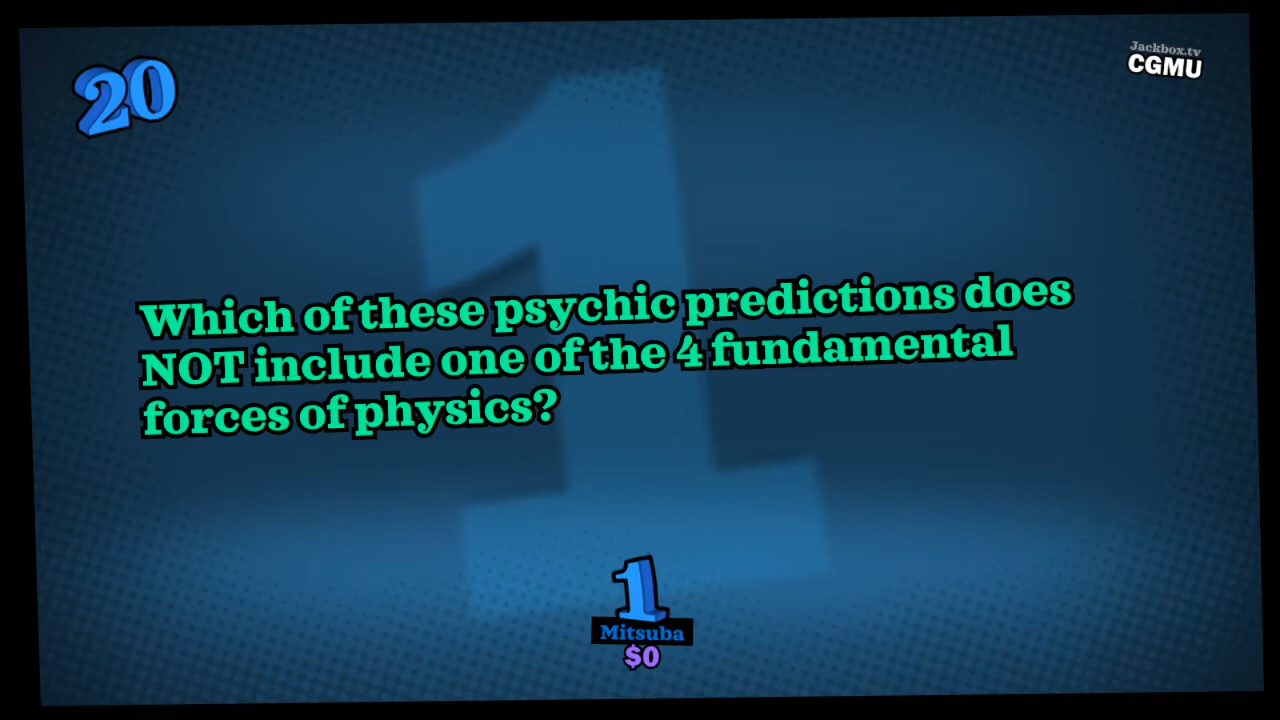 20
Jackbox.tv
CGMU
Which of these psychic predictions does
NOT include one of the 4 fundamental
forces of physics?
1
1
Mitsuba
$0